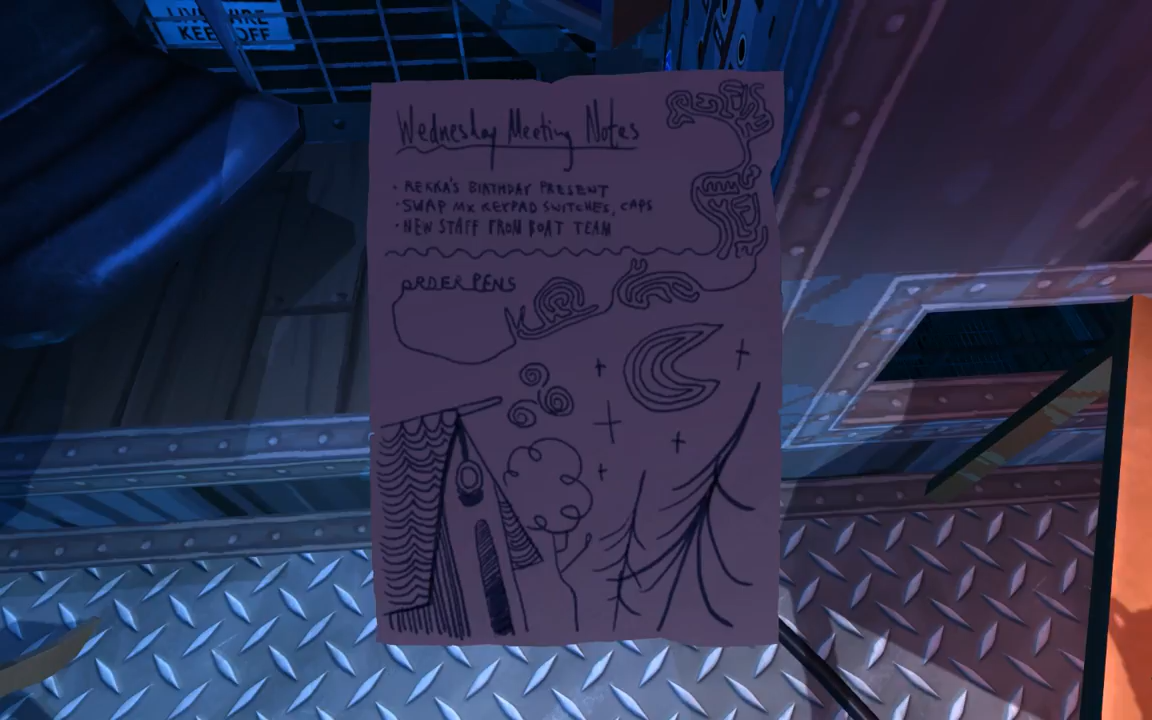 LIVE WIRE
KEEP OFF
Wednesday Meeting Notes
· REKKA'S BIRTHDAY PRESENT
· SWAP MX KEYPAD SWITCHES, CAPS
· NEW STAFF FROM BOAT TEAM
ORDER PENS